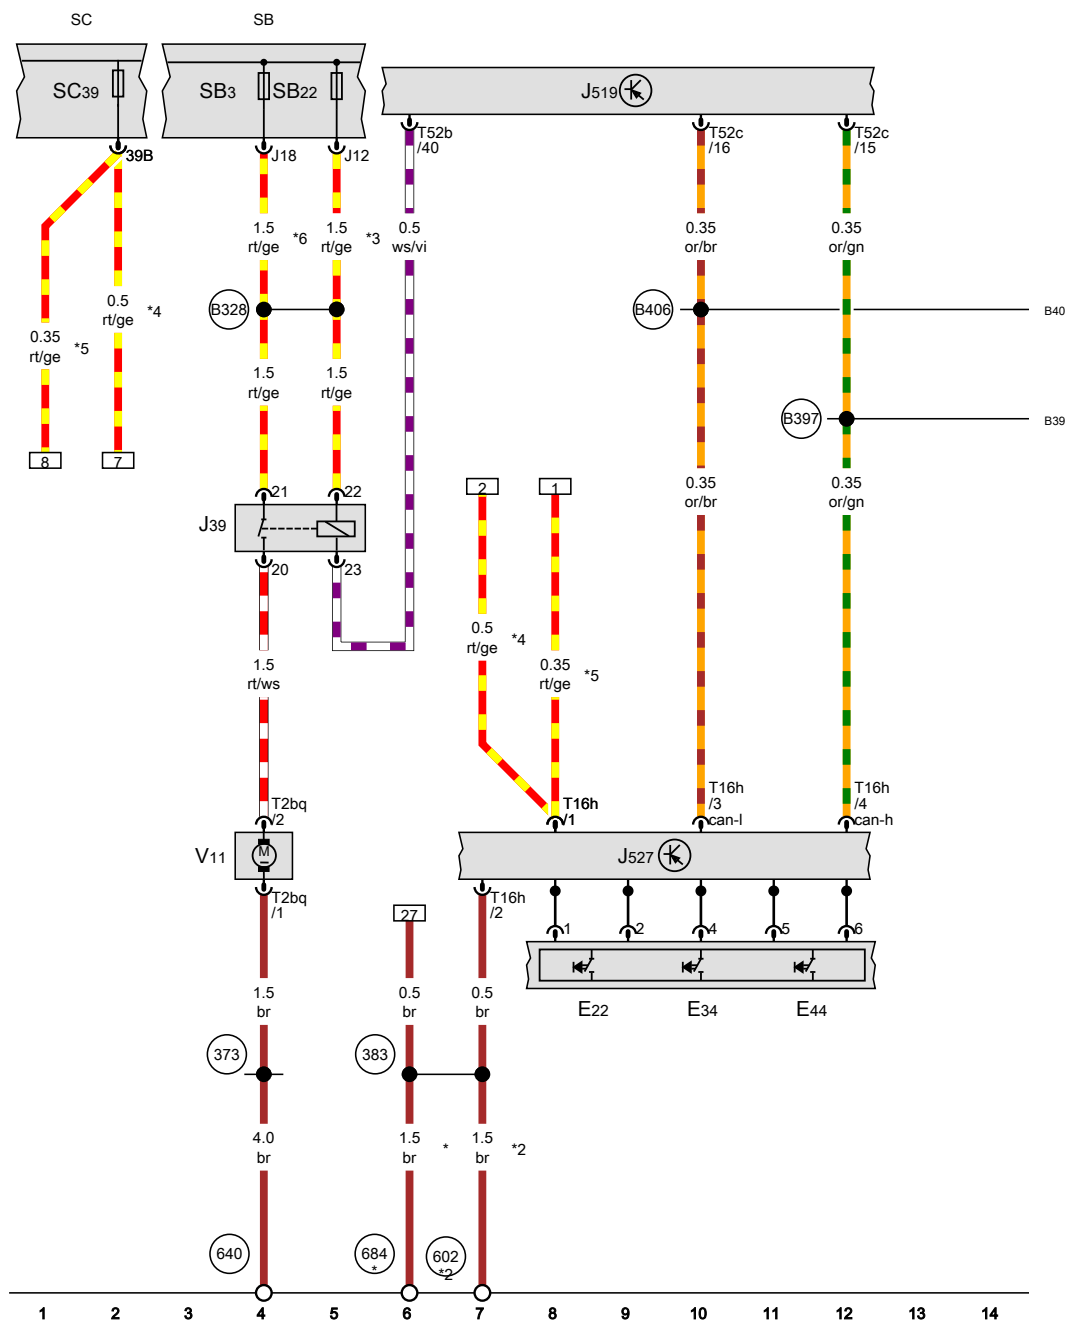 SC
SB
SC39
SB3
SB22
J519
39B
J18
J12
T52b
/40
T52c
/16
T52c
/15
1.5
rt/ge
*6
1.5
rt/ge
*3
0.5
ws/vi
0.35
or/br
0.35
or/gn
0.5
rt/ge
*4
0.35
rt/ge
*5
B328
B406
B40
1.5
rt/ge
1.5
rt/ge
B397
B39
8
7
2
1
21
22
0.35
or/br
0.35
or/gn
J39
20
23
0.5
rt/ge
*4
0.35
rt/ge
*5
1.5
rt/ws
T2bq
/2
T16h
/1
T16h
/3
can-l
T16h
/4
can-h
V11
M
J527
T2bq
/1
27
T16h
/2
1
2
4
5
6
E22
E34
E44
1.5
br
0.5
br
0.5
br
373
383
4.0
br
1.5
br
*
1.5
br
*2
640
684
*
602
*2
1
2
3
4
5
6
7
8
9
10
11
12
13
14